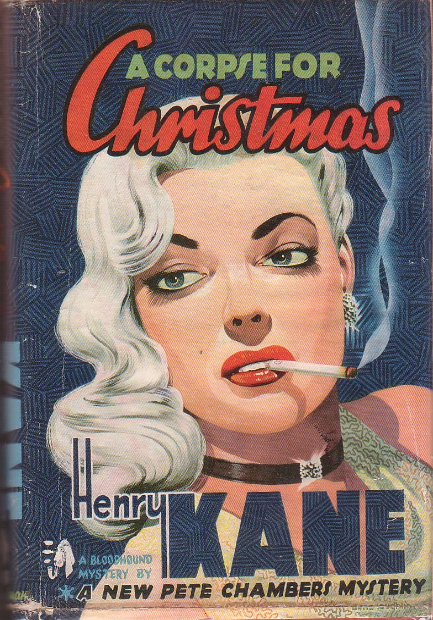 A CORPSE FOR
Christmas
Henry
KANE
A BLOODHOUND
MYSTERY BY
*A NEW PETE CHAMBERS MYSTERY